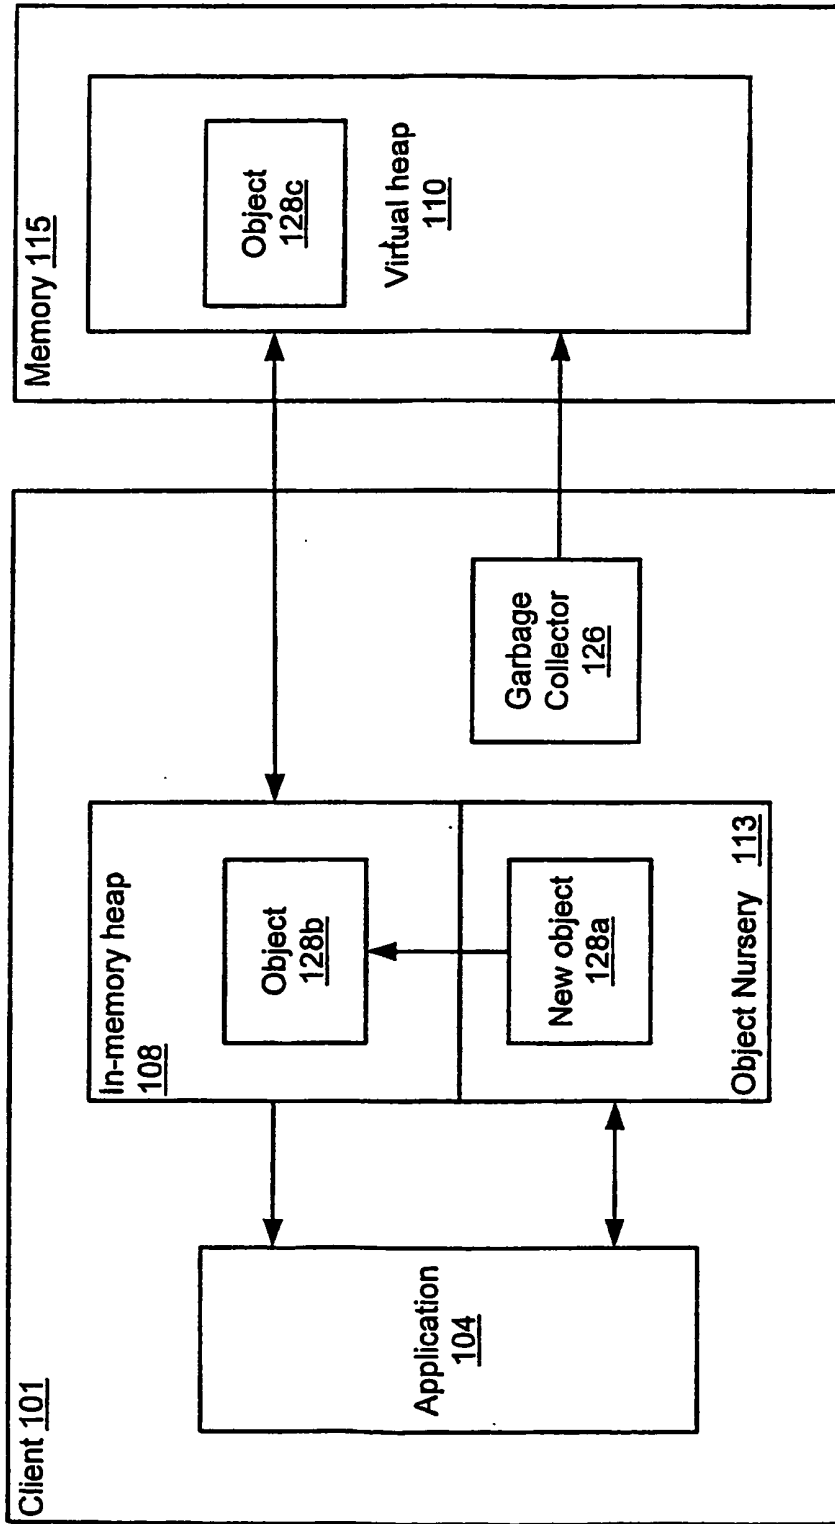 Client 101
Application
104
In-memory heap
108
Object
128b
New object
128a
Object Nursery 113
Garbage
Collector
126
Memory 115
Object
128c
Virtual heap
110